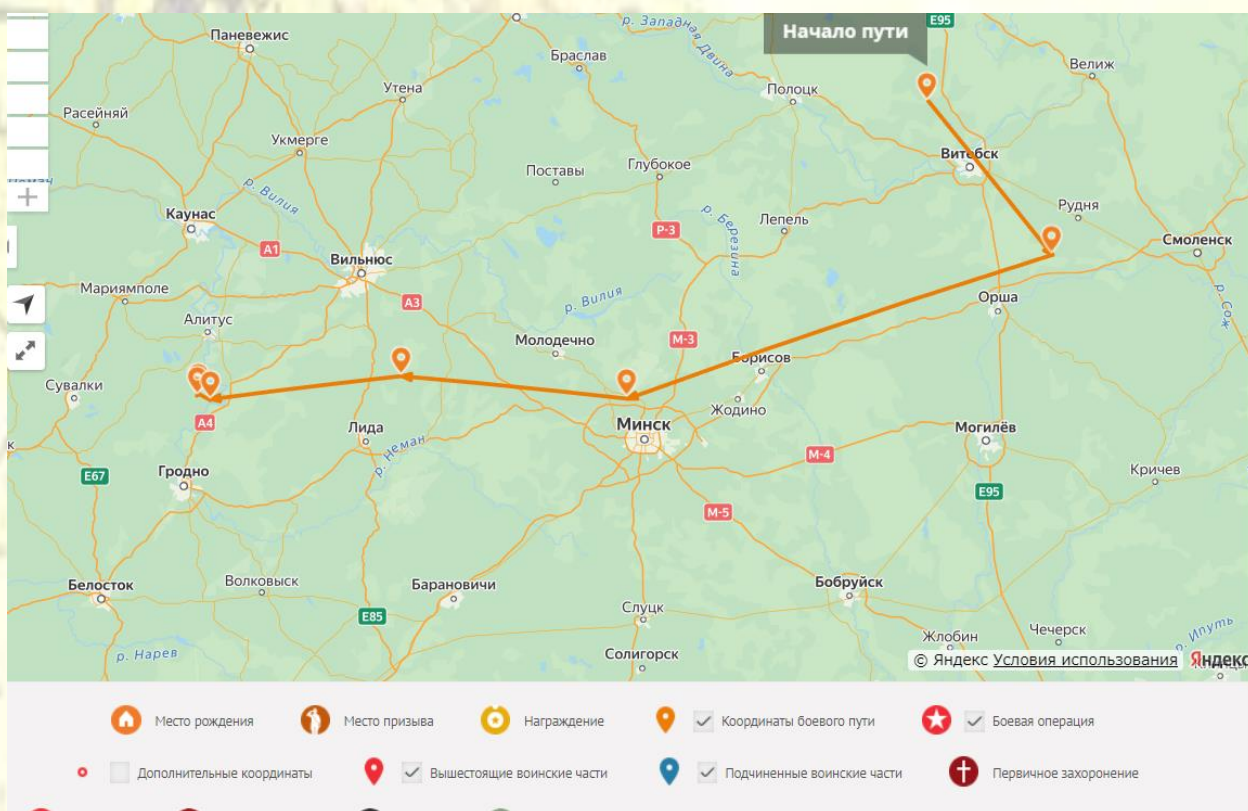 Паневежис
р. Западная Двина
E95
Начало пути
Браслав
Велиж
Утена
Полоцк
Расейняй
Укмерге
Витебск
Поставы
Глубокое
р. Вилия
Каунас
р. Березина
Лепель
Рудня
A1
P-3
Смоленск
Вильнюс
Мариямполе
A3
р. Вилия
Орша
р. Сож
Алитус
Молодечно
M-3
Борисов
Сувалки
Жодино
A4
Лида
Минск
Могилёв
р. Неман
M-4
E67
Гродно
Кричев
E95
M-5
Белосток
Волковыск
Барановичи
Бобруйск
E85
Слуцк
Жлобин
Чечерск
р. Ипуть
р. Нарев
Солигорск
© Яндекс Условия использования Яндекс
Место рождения
Место призыва
Награждение
Координаты боевого пути
Боевая операция
Дополнительные координаты
Вышестоящие воинские части
Подчиненные воинские части
Первичное захоронение